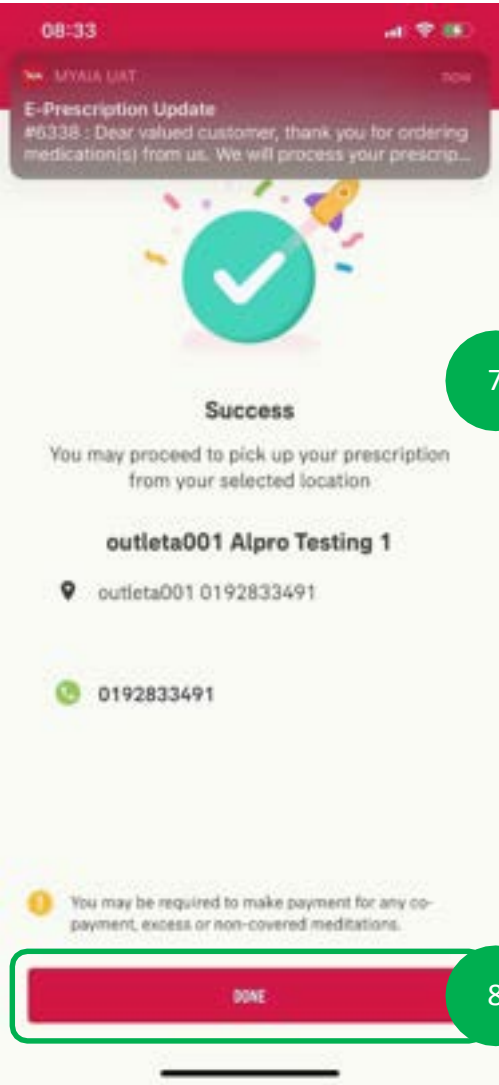 08:33
MYAIA UAT now
E-Prescription Update
#6338 : Dear valued customer, thank you for ordering
medication(s) from us. We will process your prescrip...
7
Success
You may proceed to pick up your prescription
from your selected location
outleta001 Alpro Testing 1
outleta001 0192833491
0192833491
You may be required to make payment for any co-
payment, excess or non-covered meditations.
DONE
8